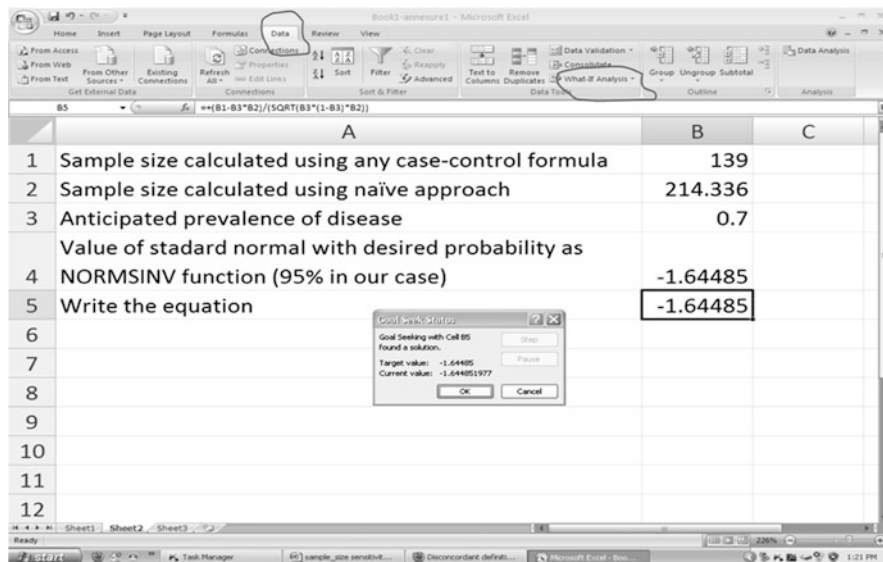 Book1-annexure1 - Microsoft Excel
Home Insert Page Layout Formulas Data Review View
From Access
From Web
From Text
From Other Sources
Existing Connections
Get External Data
Refresh All
Connections
Properties
Edit Links
Connections
Sort
Filter
Clear
Reapply
Advanced
Sort & Filter
Text to Columns
Remove Duplicates
Data Validation
Consolidate
What-If Analysis
Data Tools
Group Ungroup Subtotal
Outline
Data Analysis
Analysis
B5 fx =+(B1-B3*B2)/(SQRT(B3*(1-B3)*B2))
A B C
1 Sample size calculated using any case-control formula 139
2 Sample size calculated using naïve approach 214.336
3 Anticipated prevalence of disease 0.7
Value of stadard normal with desired probability as
4 NORMSINV function (95% in our case) -1.64485
5 Write the equation -1.64485
6
7
8
9
10
11
12
Goal Seek Status
Goal Seeking with Cell B5
found a solution.
Target value: -1.64485
Current value: -1.644851977
Step
Pause
OK Cancel
Sheet1 Sheet2 Sheet3
Ready 226%
start Task Manager sample_size sensitivit... Disconcordant definiti... Microsoft Excel - Boo... 1:21 PM